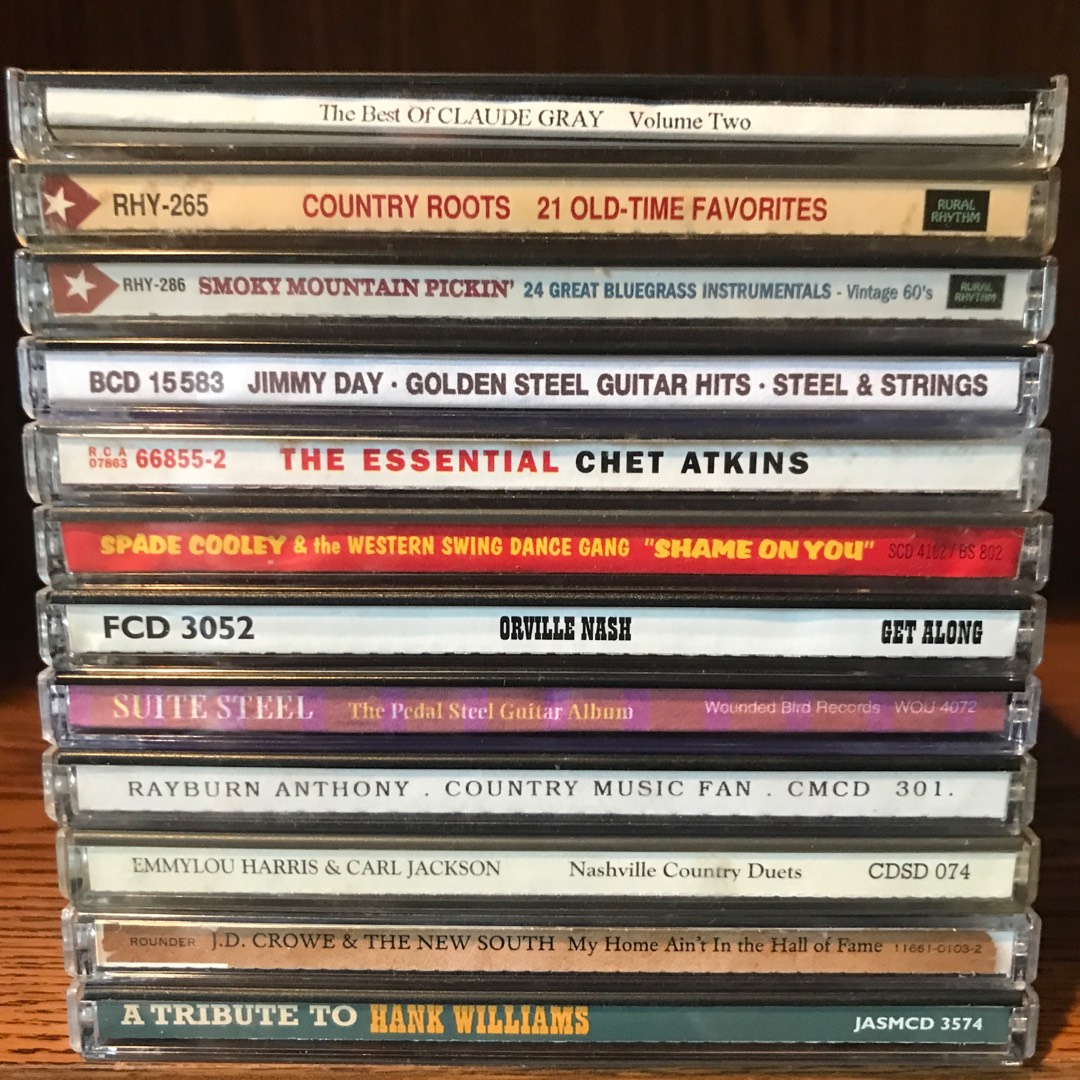 The Best Of CLAUDE GRAY Volume Two
RHY-265 COUNTRY ROOTS 21 OLD-TIME FAVORITES RURAL RHYTHM
RHY-286 SMOKY MOUNTAIN PICKIN' 24 GREAT BLUEGRASS INSTRUMENTALS - Vintage 60's RURAL RHYTHM
BCD 15583 JIMMY DAY · GOLDEN STEEL GUITAR HITS · STEEL & STRINGS
RCA 07863 66855-2 THE ESSENTIAL CHET ATKINS
SPADE COOLEY & the WESTERN SWING DANCE GANG "SHAME ON YOU" SCD 4102 / BS 802
FCD 3052 ORVILLE NASH GET ALONG
SUITE STEEL The Pedal Steel Guitar Album Wounded Bird Records WOU 4072
RAYBURN ANTHONY . COUNTRY MUSIC FAN . CMCD 301.
EMMYLOU HARRIS & CARL JACKSON Nashville Country Duets CDSD 074
ROUNDER J.D. CROWE & THE NEW SOUTH My Home Ain't In the Hall of Fame 11661-0103-2
A TRIBUTE TO HANK WILLIAMS JASMCD 3574